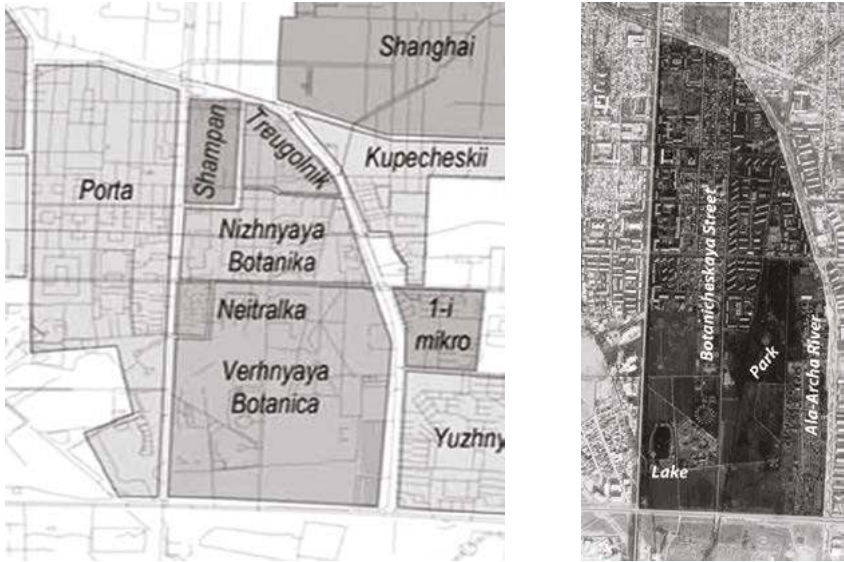 Shanghai
Shampan
Treugolnik
Kupecheskii
Porta
Nizhnyaya
Botanika
Neitralka
1-i
mikro
Verhnyaya
Botanica
Yuzhny
Botanicheskaya Street
Park
Ala-Archa River
Lake